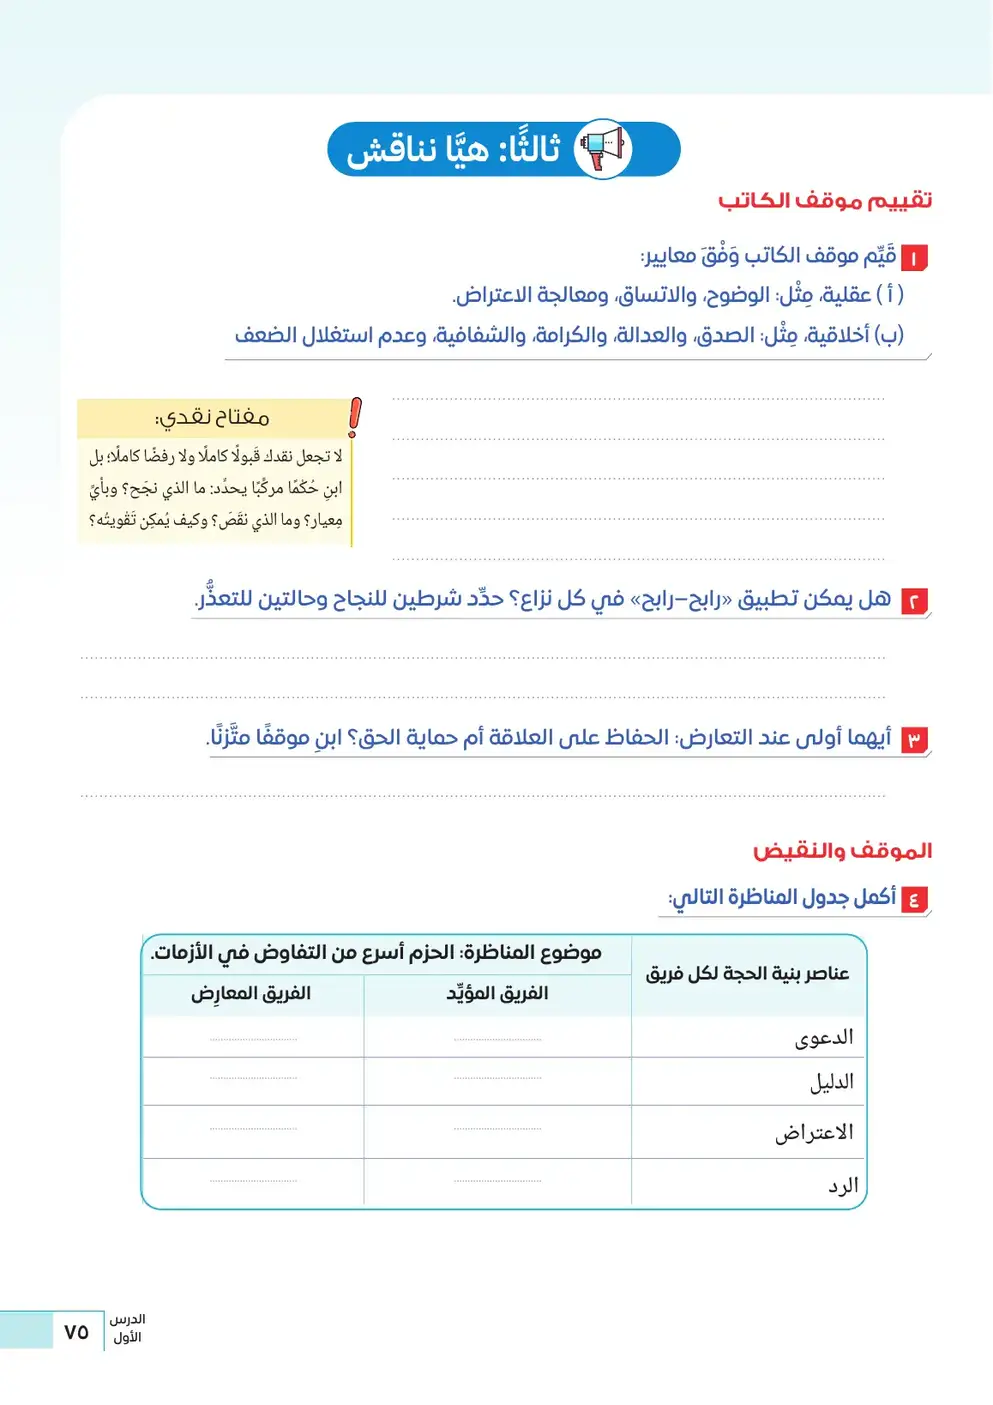 ثالثًا: هيَّا نناقش
تقييم موقف الكاتب
١ قَيِّم موقف الكاتب وَفْقَ معايير:
(أ) عقلية، مِثْل: الوضوح، والاتساق، ومعالجة الاعتراض.
(ب) أخلاقية، مِثْل: الصدق، والعدالة، والكرامة، والشفافية، وعدم استغلال الضعف
مفتاح نقدي:
لا تجعل نقدك قَبولًا كاملًا ولا رفضًا كاملًا؛ بل
ابنِ حُكْمًا مركَّبًا يحدِّد: ما الذي نجَح؟ وبأيِّ
مِعيار؟ وما الذي نقَصَ؟ وكيف يُمكِن تَقْويتُه؟
٢ هل يمكن تطبيق «رابح–رابح» في كل نزاع؟ حدِّد شرطين للنجاح وحالتين للتعذُّر.
٣ أيهما أولى عند التعارض: الحفاظ على العلاقة أم حماية الحق؟ ابنِ موقفًا متَّزنًا.
الموقف والنقيض
٤ أكمل جدول المناظرة التالي:
عناصر بنية الحجة لكل فريق
موضوع المناظرة: الحزم أسرع من التفاوض في الأزمات.
الفريق المؤيِّد
الفريق المعارِض
الدعوى
الدليل
الاعتراض
الرد
الدرس
الأول
٧٥